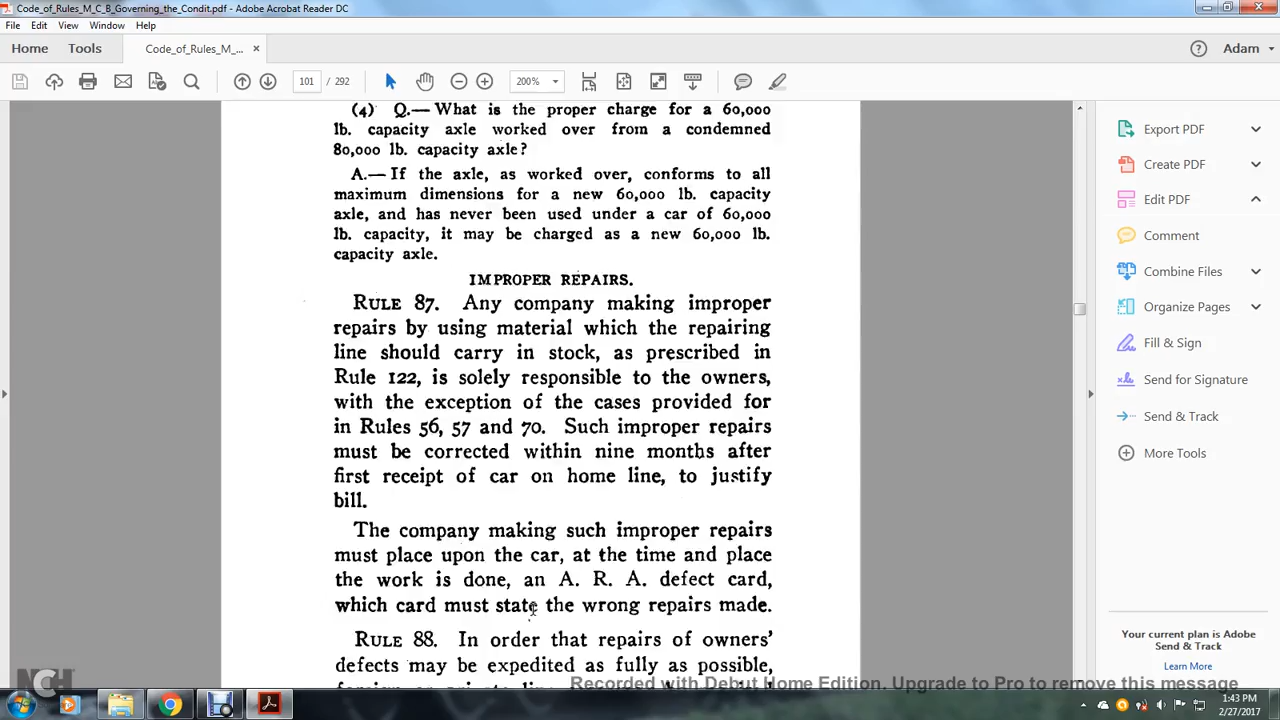 Code_of_Rules_M_C_B_Governing_the_Condit.pdf - Adobe Acrobat Reader DC
File Edit View Window Help
Home Tools Code_of_Rules_M_... × Adam
101 / 292 200%
(4) Q.— What is the proper charge for a 60,000
lb. capacity axle worked over from a condemned
80,000 lb. capacity axle?
A.— If the axle, as worked over, conforms to all
maximum dimensions for a new 60,000 lb. capacity
axle, and has never been used under a car of 60,000
lb. capacity, it may be charged as a new 60,000 lb.
capacity axle.
IMPROPER REPAIRS.
RULE 87. Any company making improper
repairs by using material which the repairing
line should carry in stock, as prescribed in
Rule 122, is solely responsible to the owners,
with the exception of the cases provided for
in Rules 56, 57 and 70. Such improper repairs
must be corrected within nine months after
first receipt of car on home line, to justify
bill.
The company making such improper repairs
must place upon the car, at the time and place
the work is done, an A. R. A. defect card,
which card must state the wrong repairs made.
RULE 88. In order that repairs of owners'
defects may be expedited as fully as possible,
Export PDF
Create PDF
Edit PDF
Comment
Combine Files
Organize Pages
Fill & Sign
Send for Signature
Send & Track
More Tools
Your current plan is Adobe
Send & Track
Learn More
NCH
Recorded with Debut Home Edition. Upgrade to Pro to remove this message
1:43 PM
2/27/2017